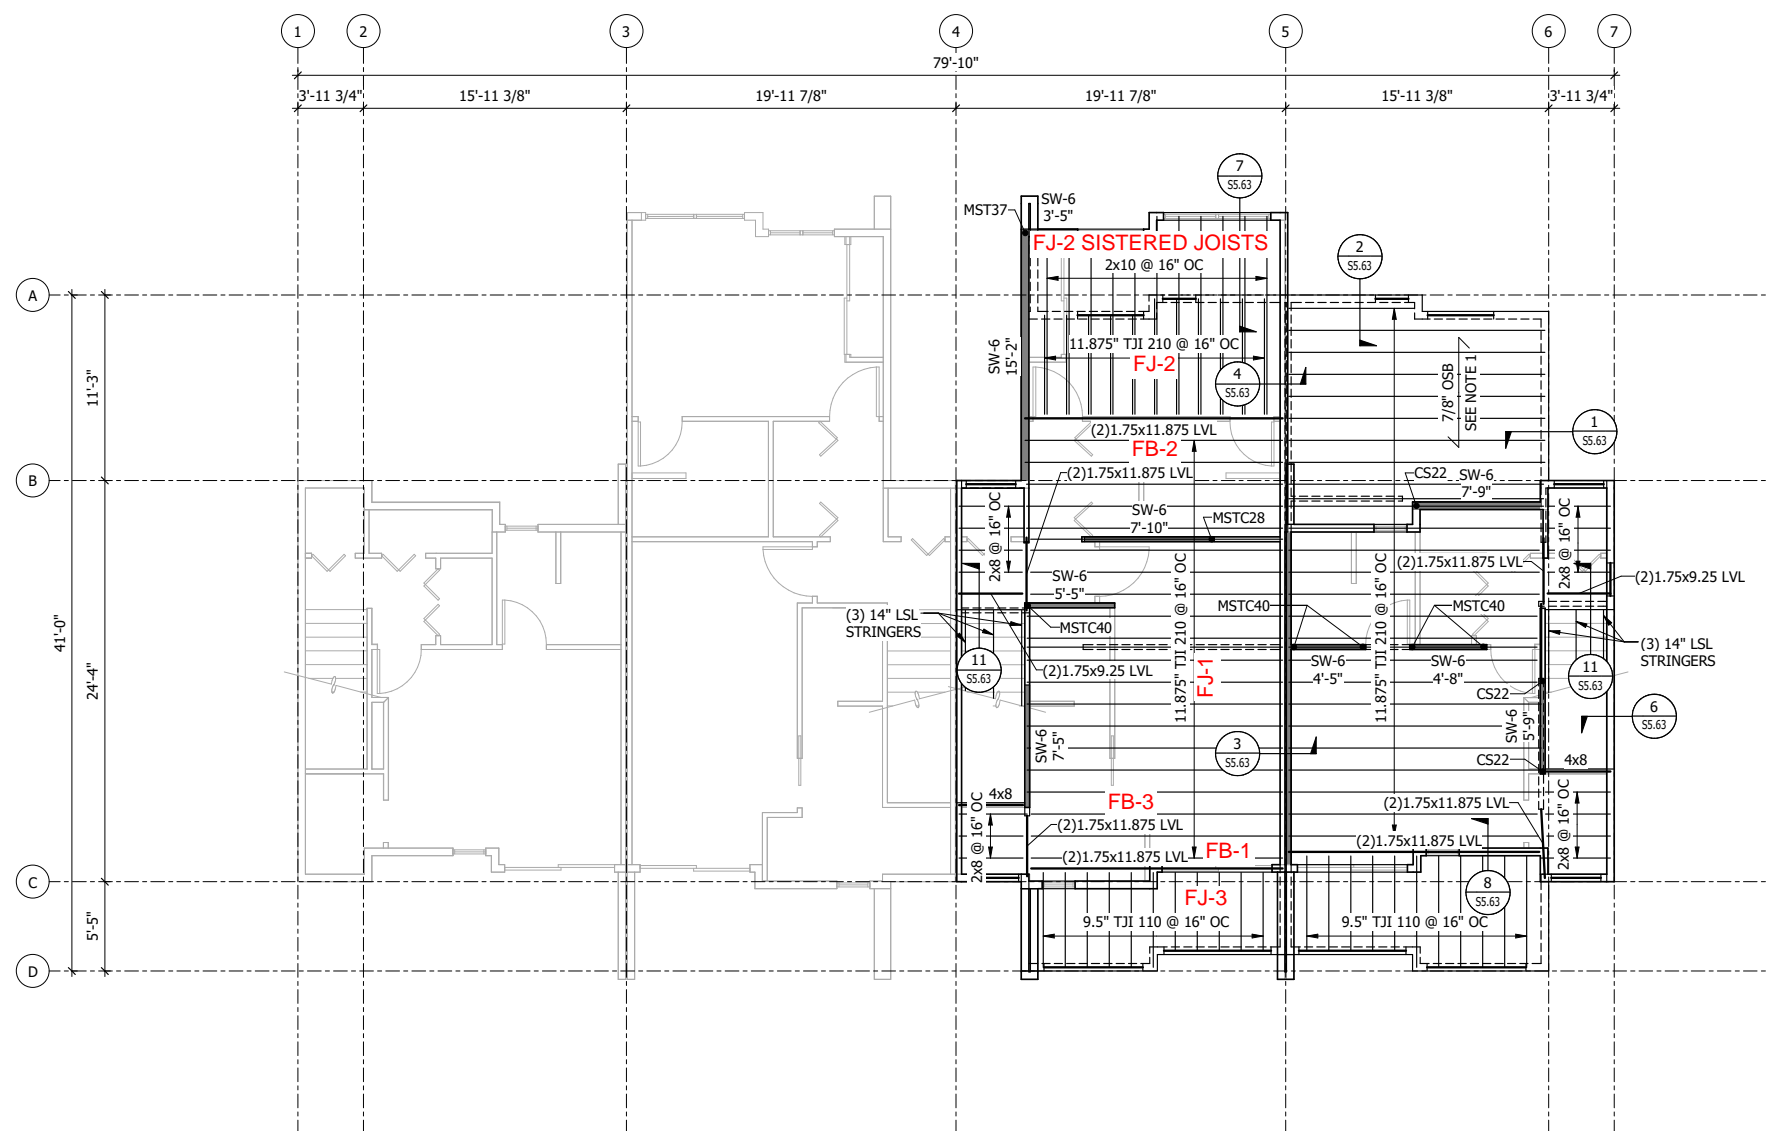 1
2
3
4
5
6
7
79'-10"
3'-11 3/4"
15'-11 3/8"
19'-11 7/8"
19'-11 7/8"
15'-11 3/8"
3'-11 3/4"
7
S5.63
SW-6
3'-5"
MST37
FJ-2 SISTERED JOISTS
2x10 @ 16" OC
2
S5.63
A
SW-6
15'-2"
11.875" TJI 210 @ 16" OC
FJ-2
4
S5.63
7/8" OSB
SEE NOTE 1
11'-3"
(2)1.75x11.875 LVL
FB-2
1
S5.63
B
(2)1.75x11.875 LVL
CS22
SW-6
7'-9"
2x8 @ 16" OC
SW-6
7'-10"
MSTC28
2x8 @ 16" OC
(2)1.75x11.875 LVL
(2)1.75x9.25 LVL
SW-6
5'-5"
11.875" TJI 210 @ 16" OC
11.875" TJI 210 @ 16" OC
MSTC40
MSTC40
(3) 14" LSL
STRINGERS
MSTC40
41'-0"
24'-4"
(3) 14" LSL
STRINGERS
11
S5.63
(2)1.75x9.25 LVL
FJ-1
SW-6
4'-5"
SW-6
4'-8"
11
S5.63
CS22
6
S5.63
SW-6
7'-5"
SW-6
5'-9"
3
S5.63
CS22
4x8
4x8
FB-3
(2)1.75x11.875 LVL
2x8 @ 16" OC
2x8 @ 16" OC
(2)1.75x11.875 LVL
(2)1.75x11.875 LVL
FB-1
(2)1.75x11.875 LVL
C
8
S5.63
FJ-3
9.5" TJI 110 @ 16" OC
9.5" TJI 110 @ 16" OC
5'-5"
D